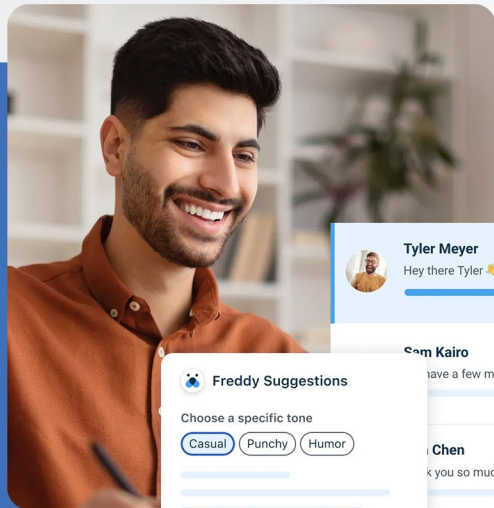 Tyler Meyer
Hey there Tyler 👋
Sam Kairo
have a few m
Freddy Suggestions
Choose a specific tone
Casual Punchy Humor
Chen
k you so muc